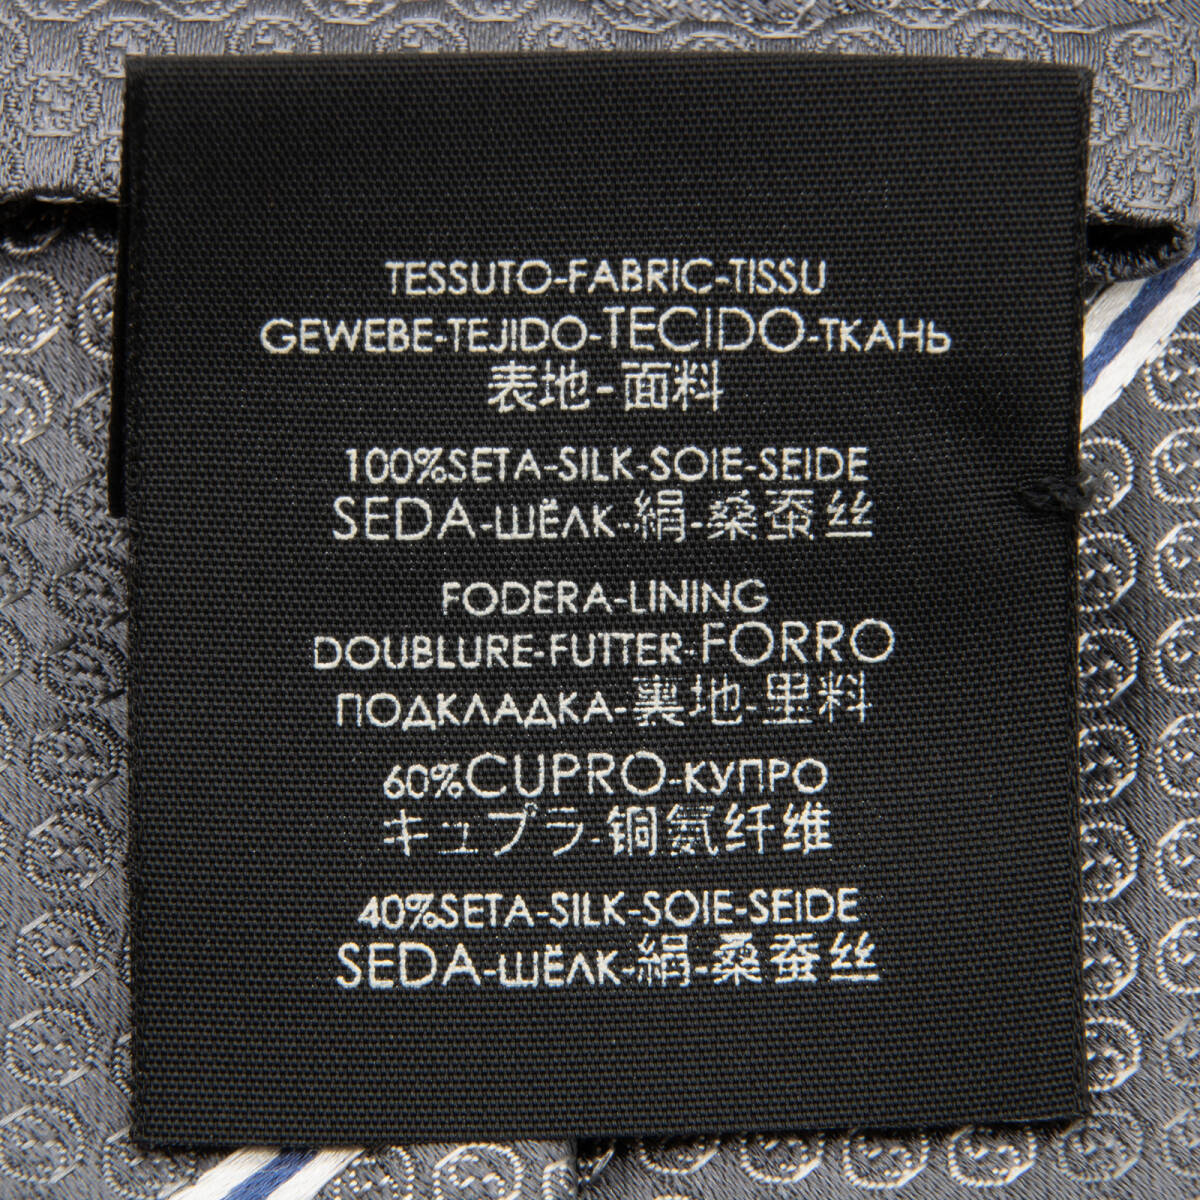 TESSUTO-FABRIC-TISSU
GEWEBE-TEJIDO-TECIDO-ТКАНЬ
表地-面料
100%SETA-SILK-SOIE-SEIDE
SEDA-ШЁЛК-絹-桑蚕丝
FODERA-LINING
DOUBLURE-FUTTER-FORRO
ПОДКЛАДКА-裏地-里料
60%CUPRO-КУПРО
キュプラ-铜氨纤维
40%SETA-SILK-SOIE-SEIDE
SEDA-ШЁЛК-絹-桑蚕丝